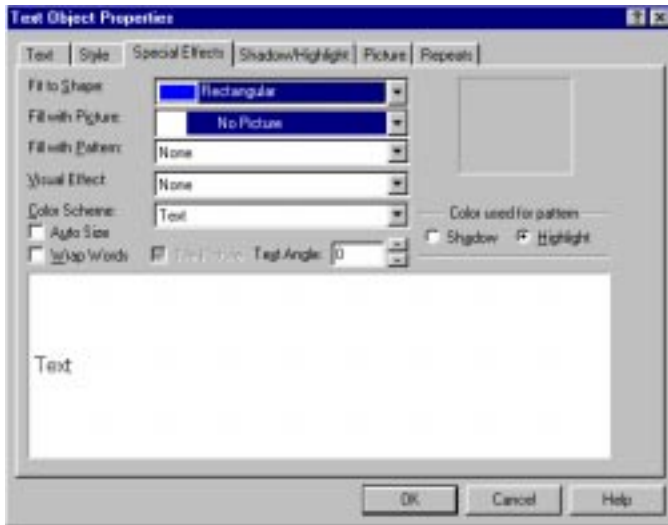 Text Object Properties
Text Style Special Effects Shadow/Highlight Picture Repeats
Fit to Shape: Rectangular
Fill with Picture: No Picture
Fill with Pattern: None
Visual Effect: None
Color Scheme: Text
Color used for pattern
Auto Size
Shadow Highlight
Wrap Words Text Angle: 0
Text
OK Cancel Help